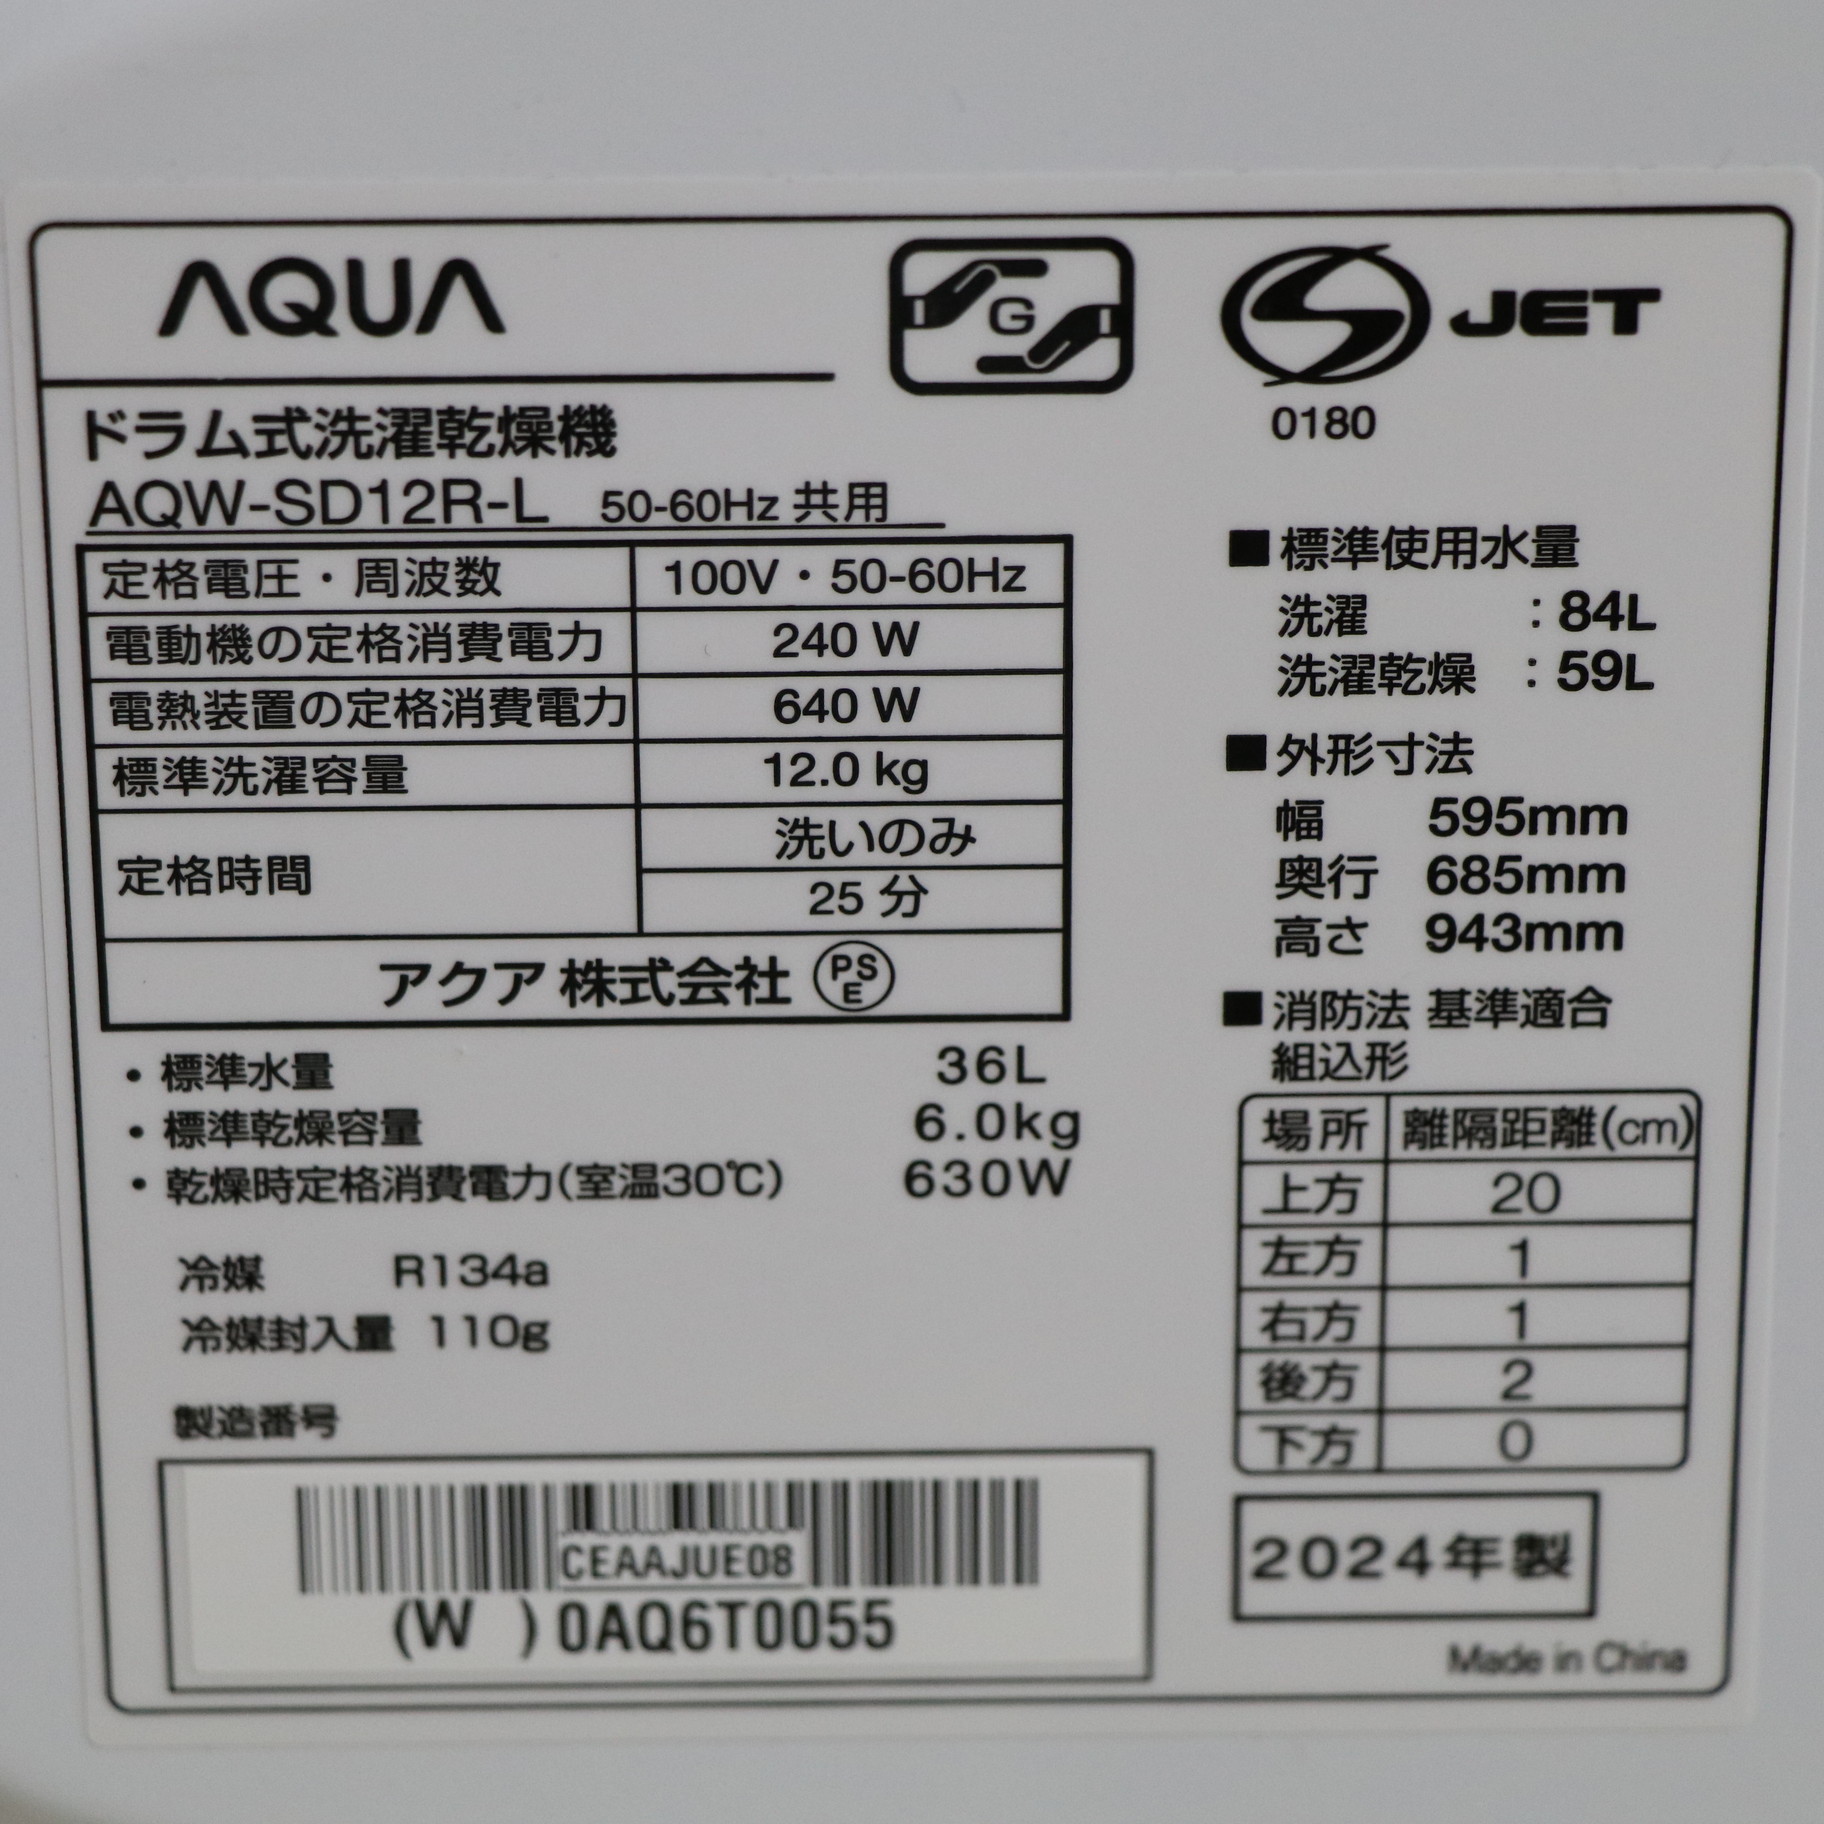 AQUA
G
S JET
0180
ドラム式洗濯乾燥機
AQW-SD12R-L 50-60Hz 共用
定格電圧・周波数 100V・50-60Hz
電動機の定格消費電力 240 W
電熱装置の定格消費電力 640 W
標準洗濯容量 12.0 kg
定格時間 洗いのみ
25 分
アクア 株式会社 PSE
・標準水量 36L
・標準乾燥容量 6.0kg
・乾燥時定格消費電力(室温30℃) 630W
冷媒 R134a
冷媒封入量 110g
製造番号
CEAAJUE08
(W )0AQ6T0055
■標準使用水量
洗濯 :84L
洗濯乾燥 :59L
■外形寸法
幅 595mm
奥行 685mm
高さ 943mm
■消防法 基準適合
組込形
場所 離隔距離(cm)
上方 20
左方 1
右方 1
後方 2
下方 0
2024年製
Made in China